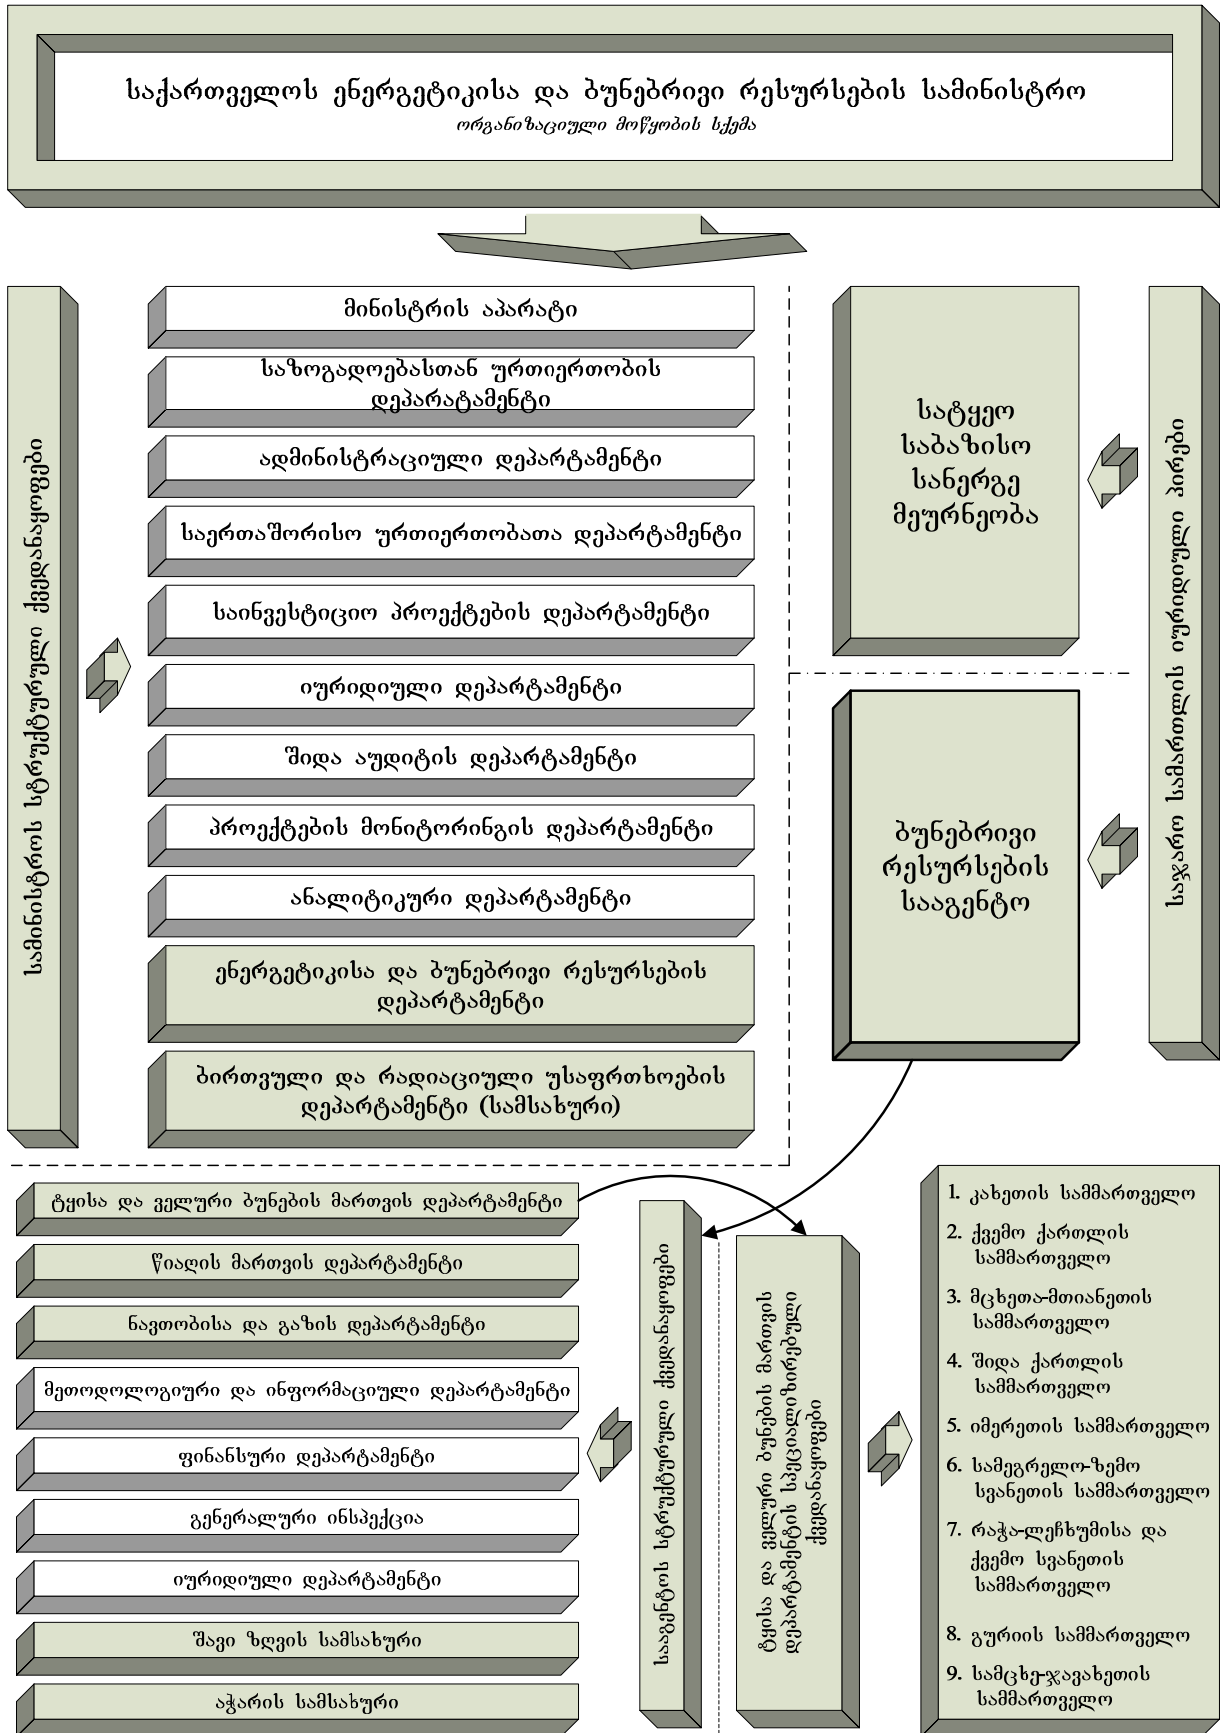 საქართველოს ენერგეტიკისა და ბუნებრივი რესურსების სამინისტრო
ორგანიზაციული მოწყობის სქემა
სამინისტროს სტრუქტურული ქვედანაყოფები
მინისტრის აპარატი
საზოგადოებასთან ურთიერთობის
დეპარატამენტი
ადმინისტრაციული დეპარტამენტი
საერთაშორისო ურთიერთობათა დეპარტამენტი
საინვესტიციო პროექტების დეპარტამენტი
იურიდიული დეპარტამენტი
შიდა აუდიტის დეპარტამენტი
პროექტების მონიტორინგის დეპარტამენტი
ანალიტიკური დეპარტამენტი
ენერგეტიკისა და ბუნებრივი რესურსების
დეპარტამენტი
ბირთვული და რადიაციული უსაფრთხოების
დეპარტამენტი (სამსახური)
სატყეო
საბაზისო
სანერგე
მეურნეობა
ბუნებრივი
რესურსების
სააგენტო
საჯარო სამართლის იურიდიული პირები
ტყისა და ველური ბუნების მართვის დეპარტამენტი
წიაღის მართვის დეპარტამენტი
ნავთობისა და გაზის დეპარტამენტი
მეთოდოლოგიური და ინფორმაციული დეპარტამენტი
ფინანსური დეპარტამენტი
გენერალური ინსპექცია
იურიდიული დეპარტამენტი
შავი ზღვის სამსახური
აჭარის სამსახური
სააგენტოს სტრუქტურული ქვედანაყოფები
ტყისა და ველური ბუნების მართვის
დეპარტამენტის სპეციალიზირებული
ქვედანაყოფები
1. კახეთის სამმართველო
2. ქვემო ქართლის
სამმართველო
3. მცხეთა-მთიანეთის
სამმართველო
4. შიდა ქართლის
სამმართველო
5. იმერეთის სამმართველო
6. სამეგრელო-ზემო
სვანეთის სამმართველო
7. რაჭა-ლეჩხუმისა და
ქვემო სვანეთის
სამმართველო
8. გურიის სამმართველო
9. სამცხე-ჯავახეთის
სამმართველო